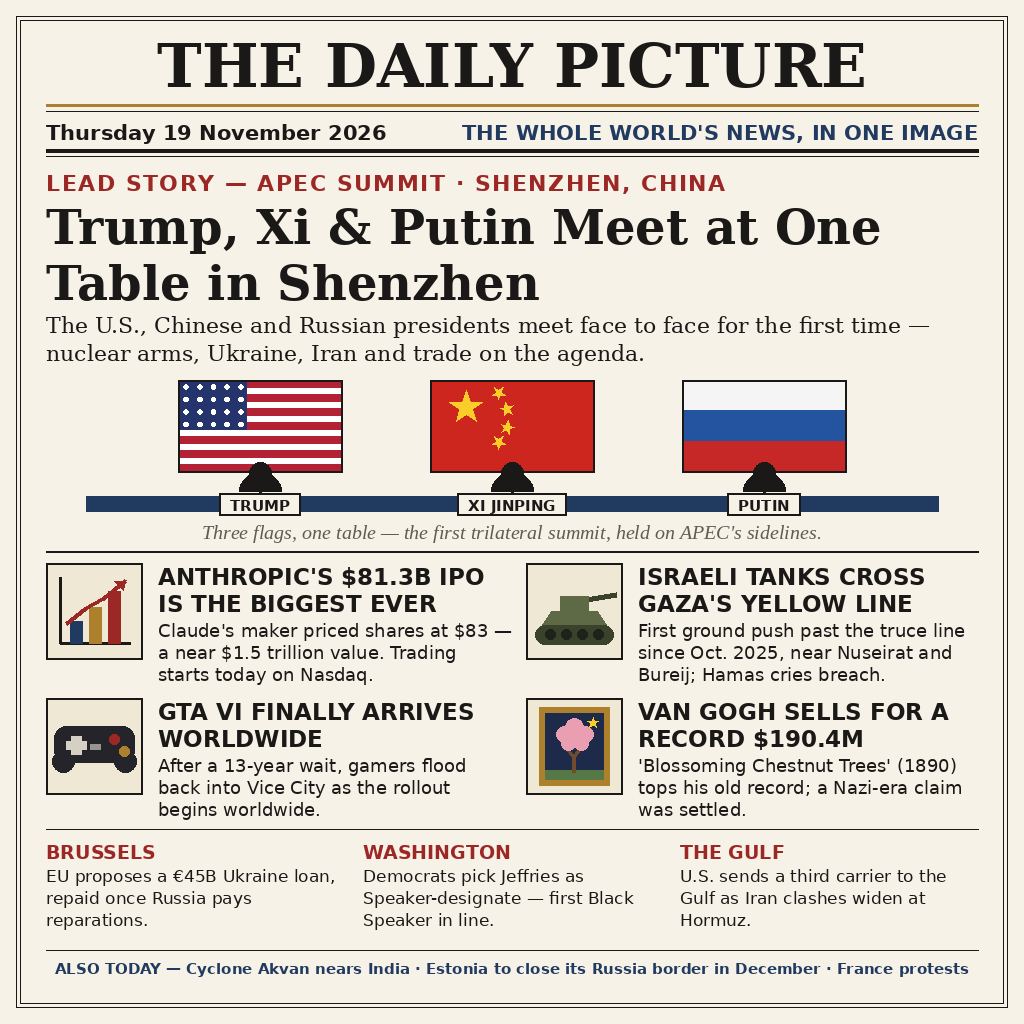 THE DAILY PICTURE
Thursday 19 November 2026
THE WHOLE WORLD'S NEWS, IN ONE IMAGE
LEAD STORY — APEC SUMMIT · SHENZHEN, CHINA
Trump, Xi & Putin Meet at One
Table in Shenzhen
The U.S., Chinese and Russian presidents meet face to face for the first time —
nuclear arms, Ukraine, Iran and trade on the agenda.
TRUMP
XI JINPING
PUTIN
Three flags, one table — the first trilateral summit, held on APEC's sidelines.
ANTHROPIC'S $81.3B IPO
IS THE BIGGEST EVER
Claude's maker priced shares at $83 —
a near $1.5 trillion value. Trading
starts today on Nasdaq.
ISRAELI TANKS CROSS
GAZA'S YELLOW LINE
First ground push past the truce line
since Oct. 2025, near Nuseirat and
Bureij; Hamas cries breach.
GTA VI FINALLY ARRIVES
WORLDWIDE
After a 13-year wait, gamers flood
back into Vice City as the rollout
begins worldwide.
VAN GOGH SELLS FOR A
RECORD $190.4M
'Blossoming Chestnut Trees' (1890)
tops his old record; a Nazi-era claim
was settled.
BRUSSELS
EU proposes a €45B Ukraine loan,
repaid once Russia pays
reparations.
WASHINGTON
Democrats pick Jeffries as
Speaker-designate — first Black
Speaker in line.
THE GULF
U.S. sends a third carrier to the
Gulf as Iran clashes widen at
Hormuz.
ALSO TODAY — Cyclone Akvan nears India · Estonia to close its Russia border in December · France protests